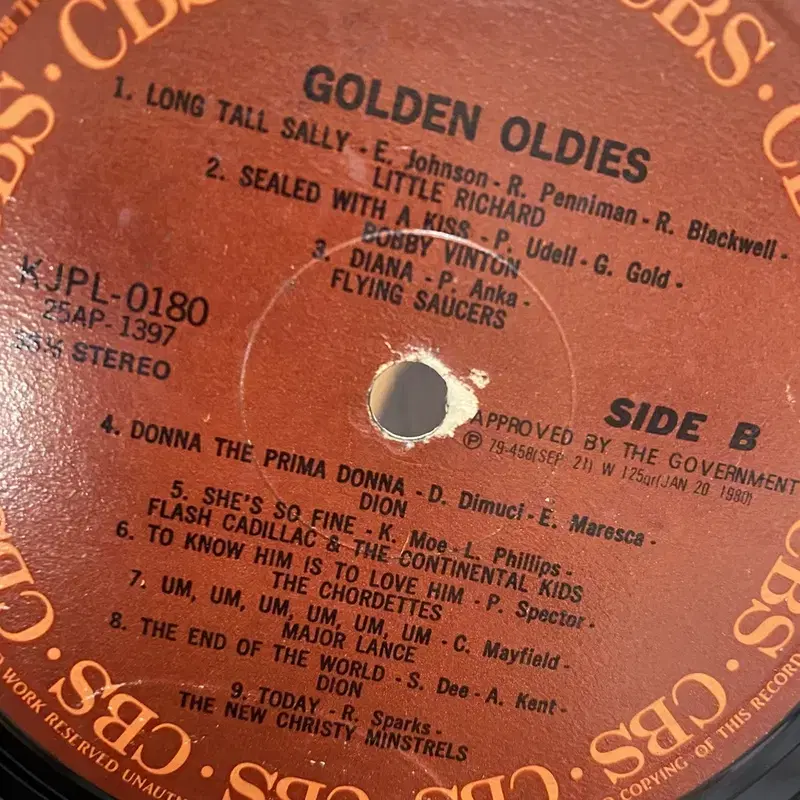 CBS · CBS · CBS
GOLDEN OLDIES
1. LONG TALL SALLY - E. Johnson - R. Penniman - R. Blackwell -
LITTLE RICHARD
2. SEALED WITH A KISS - P. Udell - G. Gold -
BOBBY VINTON
3. DIANA - P. Anka -
FLYING SAUCERS
KJPL-0180
25AP-1397
STEREO
SIDE B
APPROVED BY THE GOVERNMENT
Ⓟ 79-458(SEP. 21) W 125gr(JAN 20 1980)
4. DONNA THE PRIMA DONNA - D. Dimuci - E. Maresca -
DION
5. SHE'S SO FINE - K. Moe - L. Phillips -
FLASH CADILLAC & THE CONTINENTAL KIDS
6. TO KNOW HIM IS TO LOVE HIM - P. Spector -
THE CHORDETTES
7. UM, UM, UM, UM, UM, UM - C. Mayfield -
MAJOR LANCE
8. THE END OF THE WORLD - S. Dee - A. Kent -
DION
9. TODAY - R. Sparks -
THE NEW CHRISTY MINSTRELS
CBS · CBS · CBS · CBS · CBS · CBS
WORK RESERVED
COPYING OF THIS RECORD